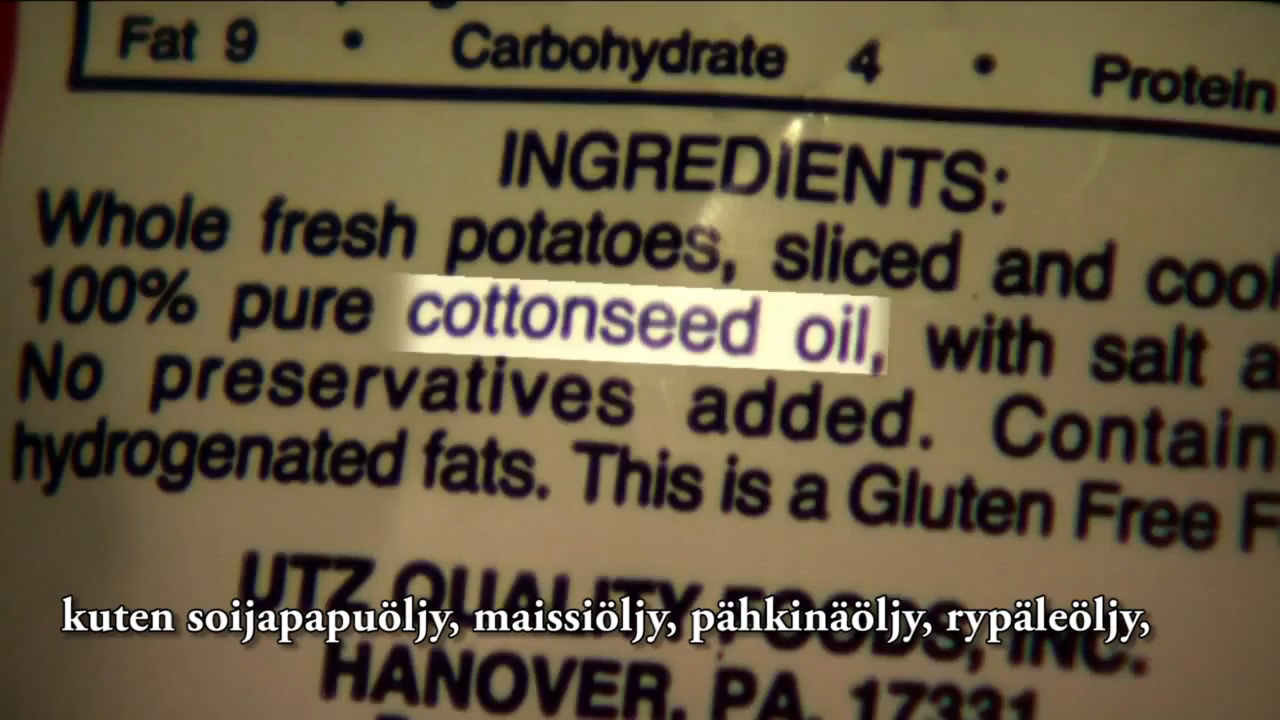 Fat 9 • Carbohydrate 4 • Protein
INGREDIENTS:
Whole fresh potatoes, sliced and
100% pure cottonseed oil, with salt
No preservatives added.
hydrogenated fats. This is a Gluten Free
UTZ QUALITY FOODS, INC.
kuten soijapapuöljy, maissiöljy, pähkinäöljy, rypäleöljy,
HANOVER, PA. 17331